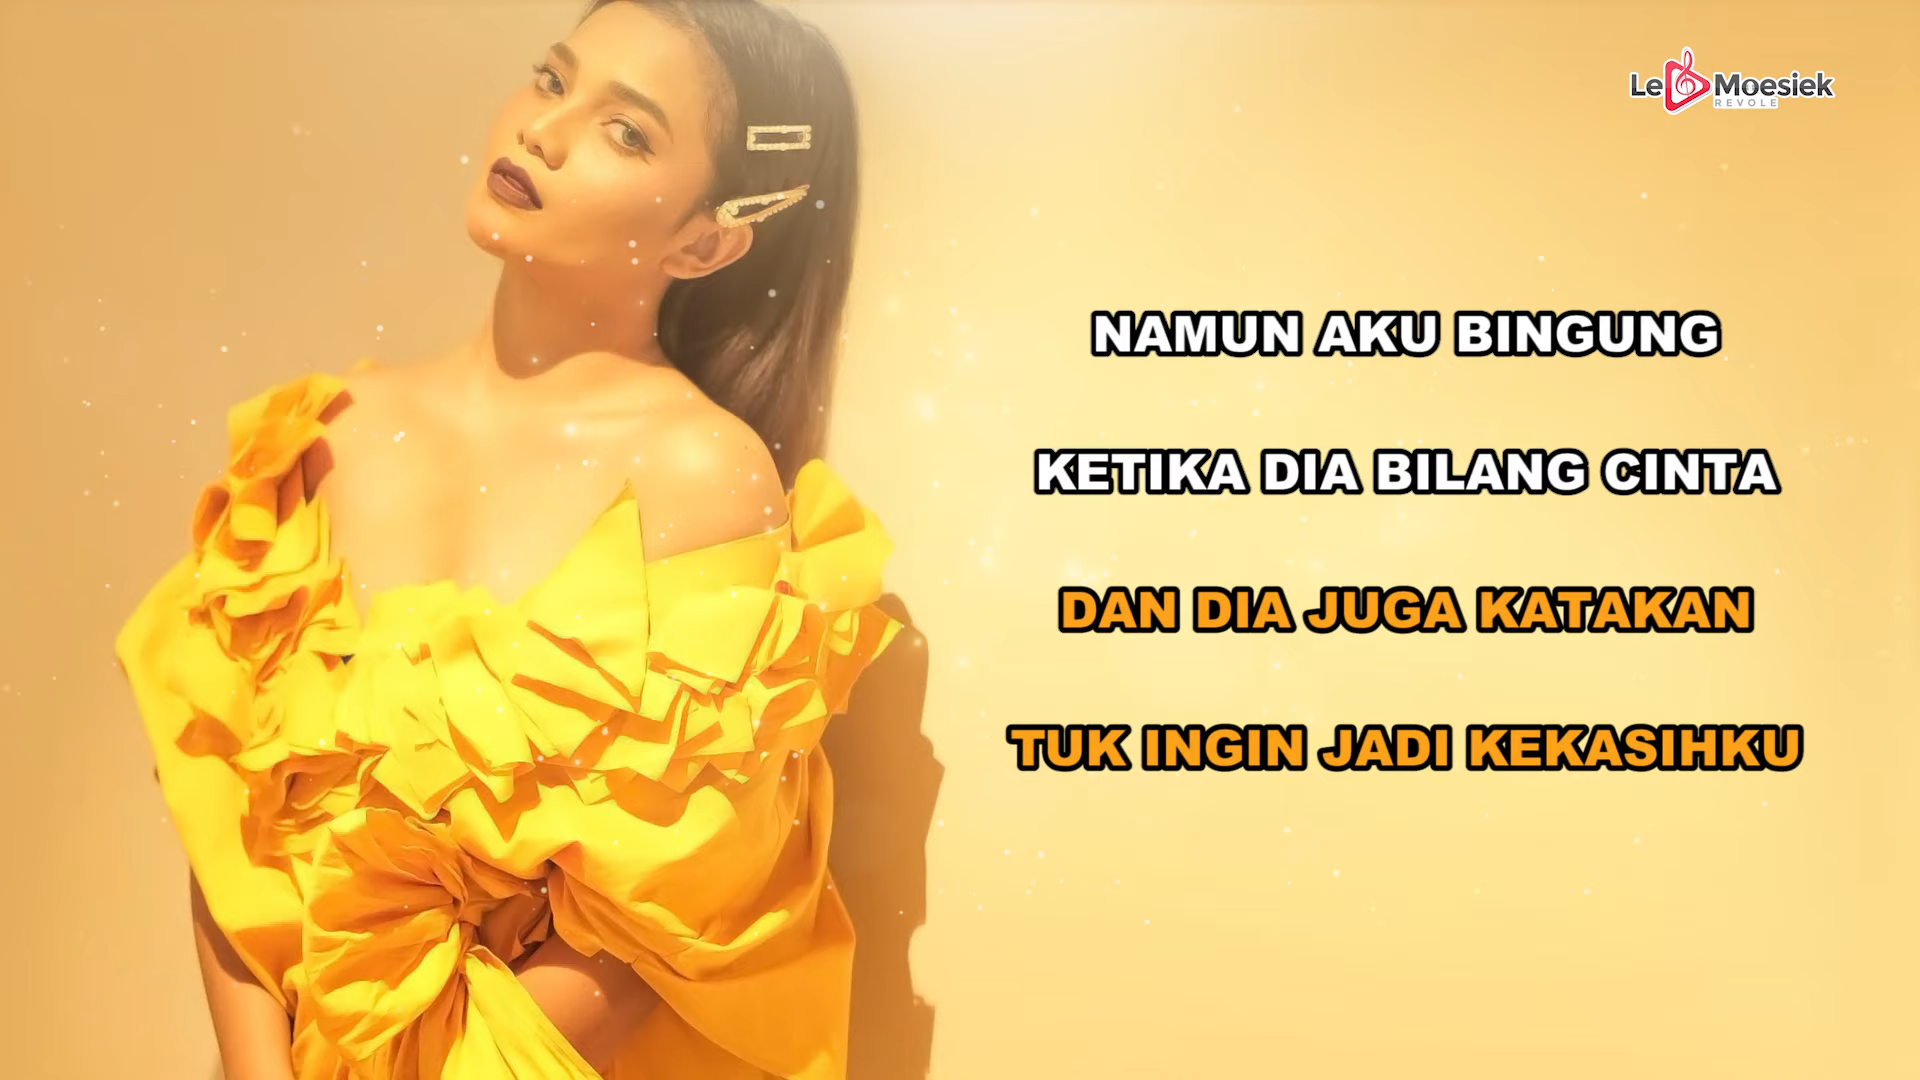 Le Moesiek
REVOLE
NAMUN AKU BINGUNG
KETIKA DIA BILANG CINTA
DAN DIA JUGA KATAKAN
TUK INGIN JADI KEKASIHKU